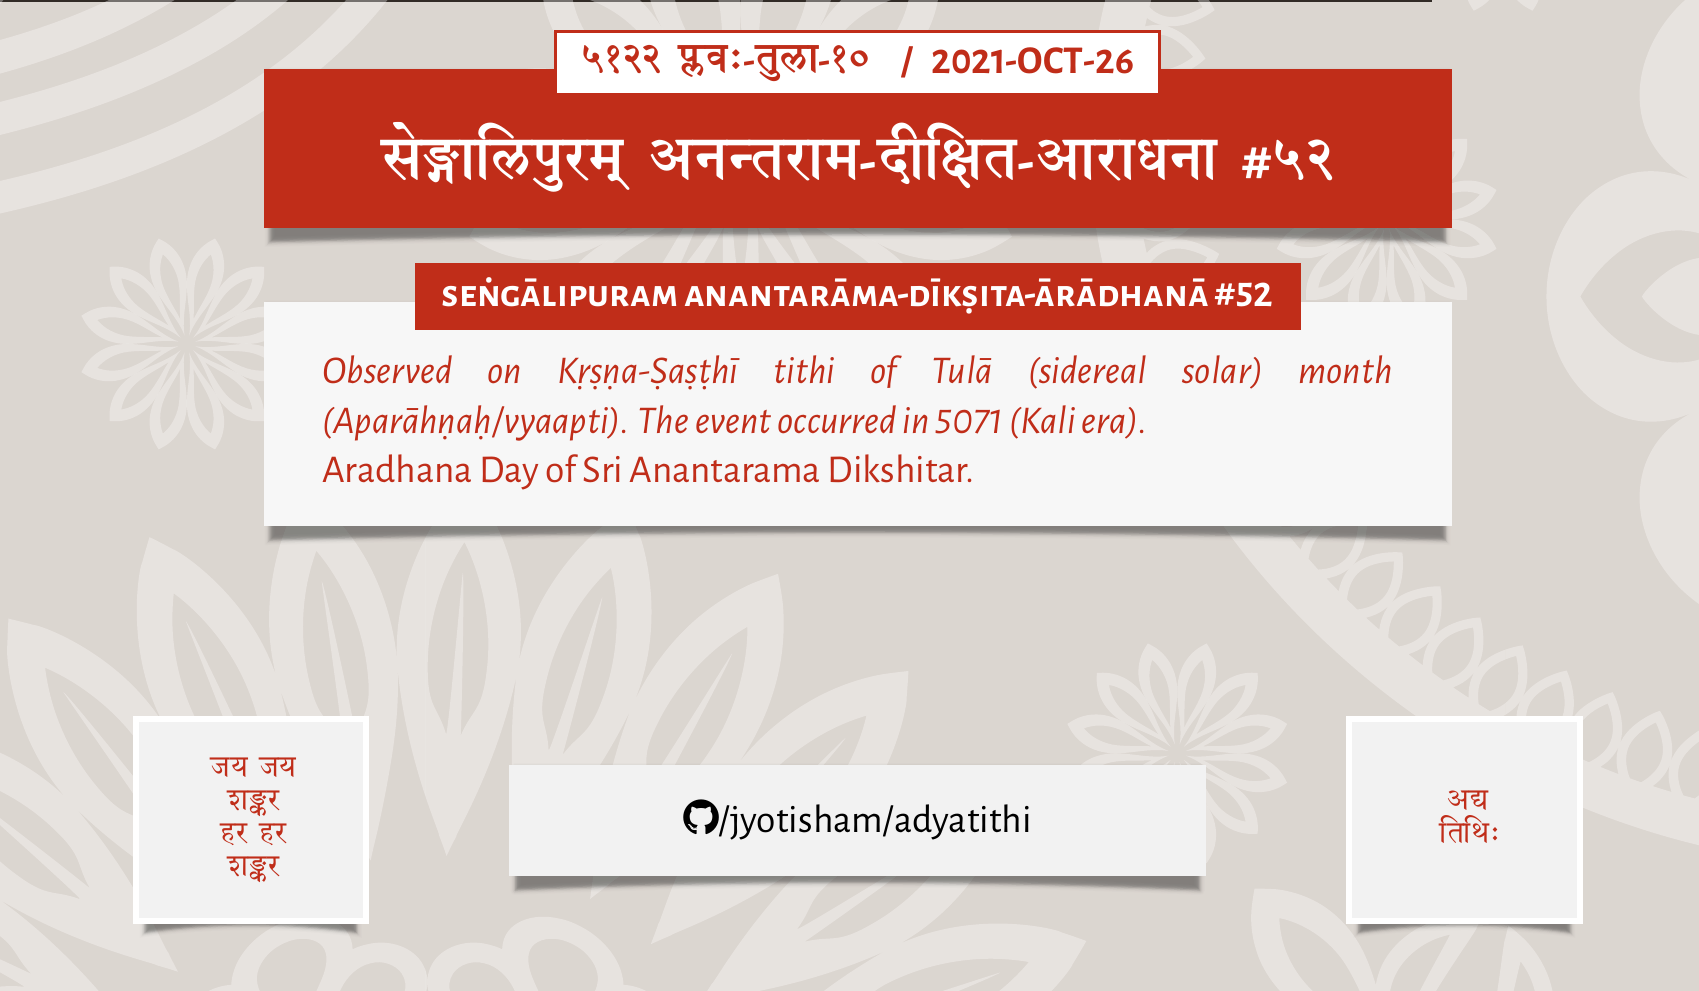 ५१२२ प्लवः-तुला-१० / 2021-OCT-26
सेङ्गालिपुरम् अनन्तराम-दीक्षित-आराधना #५२
SEṄGĀLIPURAM ANANTARĀMA-DĪKṢITA-ĀRĀDHANĀ #52
Observed on Kṛṣṇa-Ṣaṣṭhī tithi of Tulā (sidereal solar) month
(Aparāhṇaḥ/vyaapti). The event occurred in 5071 (Kali era).
Aradhana Day of Sri Anantarama Dikshitar.
जय जय
शङ्कर
हर हर
शङ्कर
/jyotisham/adyatithi
अद्य
तिथिः